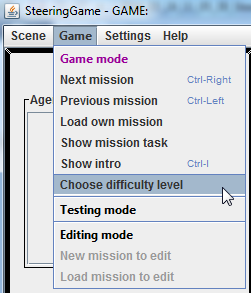 SteeringGame - GAME:
Scene Game Settings Help
Game mode
Next mission Ctrl-Right
Previous mission Ctrl-Left
Load own mission
Show mission task
Show intro Ctrl-I
Choose difficulty level
Testing mode
Editing mode
New mission to edit
Load mission to edit